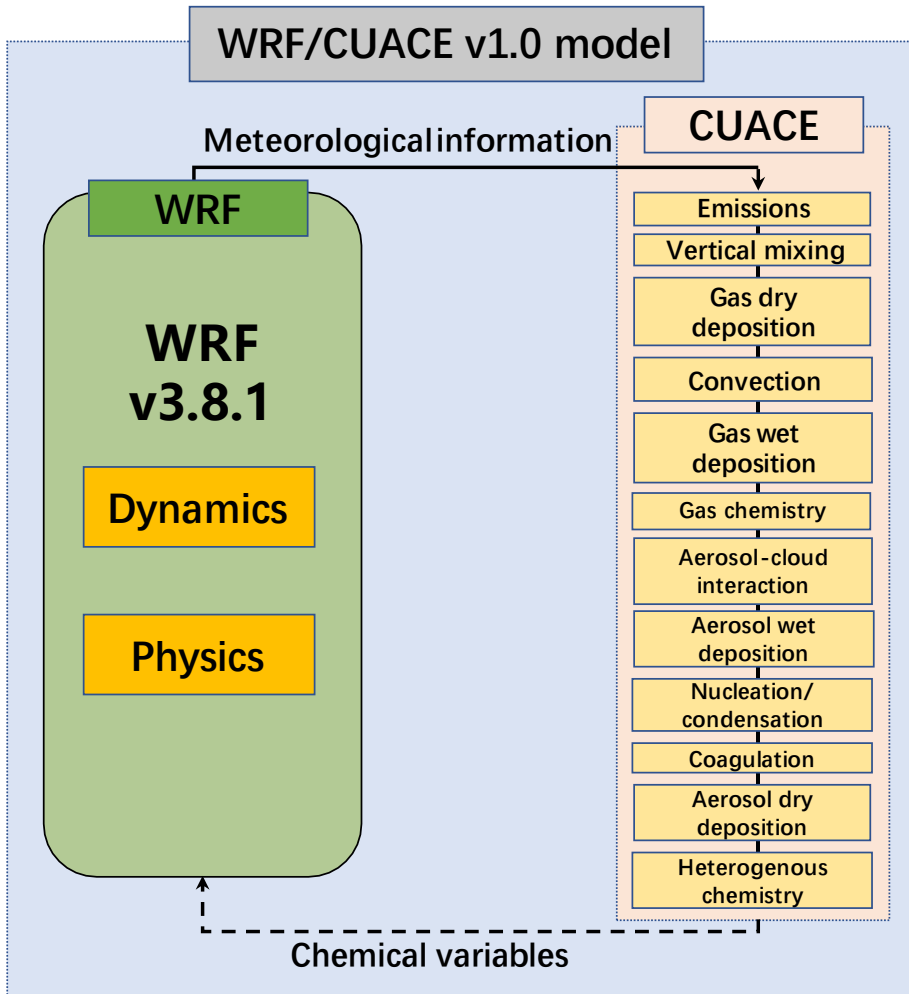 WRF/CUACE v1.0 model
Meteorological information
CUACE
WRF
WRF
v3.8.1
Dynamics
Physics
Emissions
Vertical mixing
Gas dry
deposition
Convection
Gas wet
deposition
Gas chemistry
Aerosol-cloud
interaction
Aerosol wet
deposition
Nucleation/
condensation
Coagulation
Aerosol dry
deposition
Heterogenous
chemistry
Chemical variables